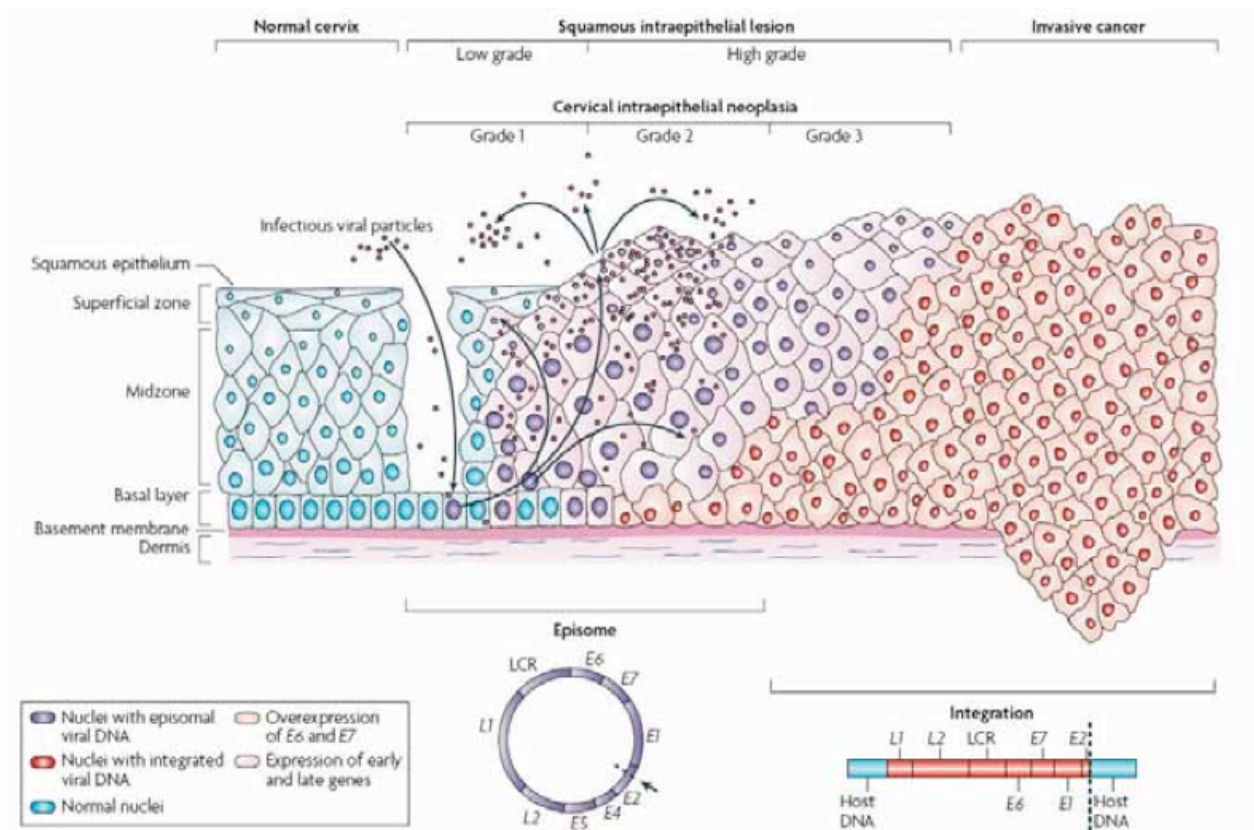 Normal cervix
Squamous intraepithelial lesion
Invasive cancer
Low grade
High grade
Cervical intraepithelial neoplasia
Grade 1
Grade 2
Grade 3
Infectious viral particles
Squamous epithelium
Superficial zone
Midzone
Basal layer
Basement membrane
Dermis
Episome
LCR
E6
E7
L1
E1
E2
E4
E5
L2
Nuclei with episomal
viral DNA
Nuclei with integrated
viral DNA
Normal nuclei
Overexpression
of E6 and E7
Expression of early
and late genes
Integration
L1
L2
LCR
E7
E2
E6
E1
Host
DNA
Host
DNA